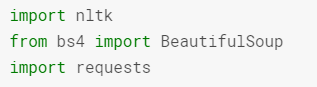 import nltk
from bs4 import BeautifulSoup
import requests